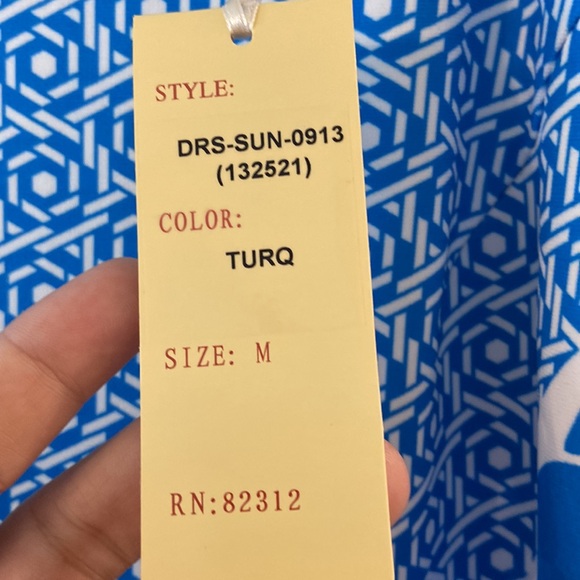 STYLE:
DRS-SUN-0913
(132521)
COLOR:
TURQ
SIZE: M
RN:82312